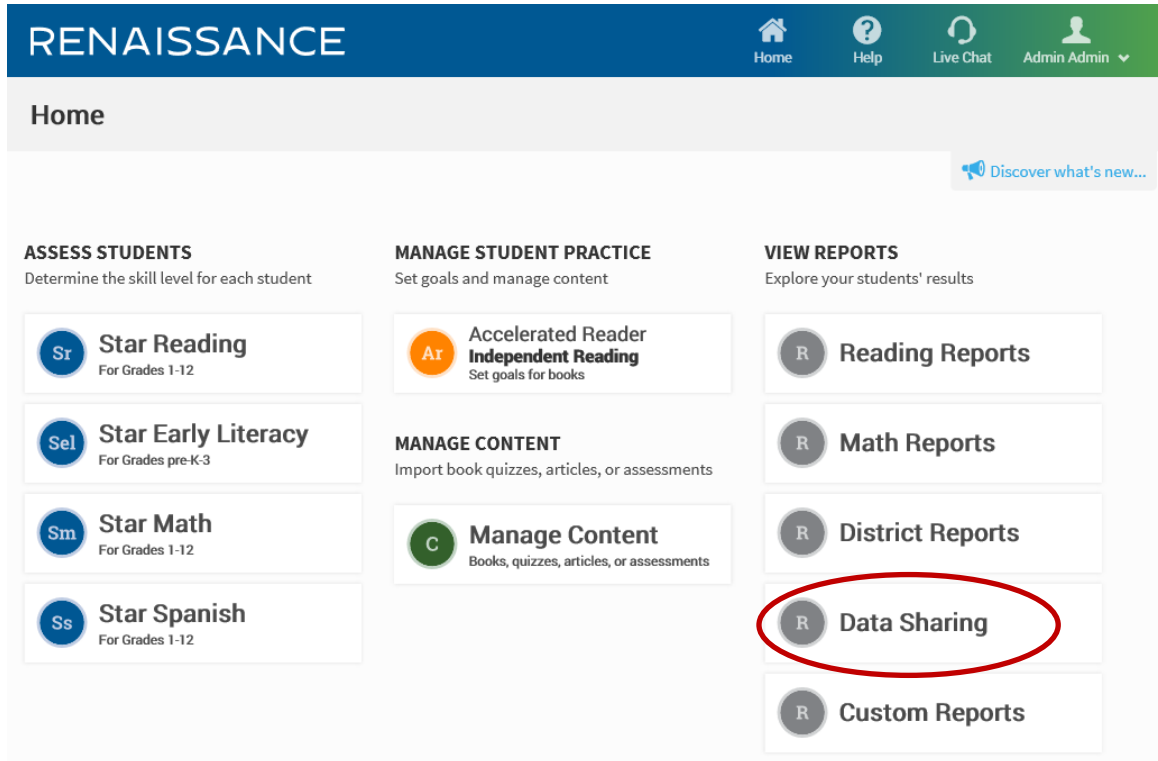 RENAISSANCE
Home
Help
Live Chat
Admin Admin
Home
Discover what's new...
ASSESS STUDENTS
Determine the skill level for each student
Sr
Star Reading
For Grades 1-12
Sel
Star Early Literacy
For Grades pre-K-3
Sm
Star Math
For Grades 1-12
Ss
Star Spanish
For Grades 1-12
MANAGE STUDENT PRACTICE
Set goals and manage content
Ar
Accelerated Reader
Independent Reading
Set goals for books
MANAGE CONTENT
Import book quizzes, articles, or assessments
C
Manage Content
Books, quizzes, articles, or assessments
VIEW REPORTS
Explore your students' results
R
Reading Reports
R
Math Reports
R
District Reports
R
Data Sharing
R
Custom Reports